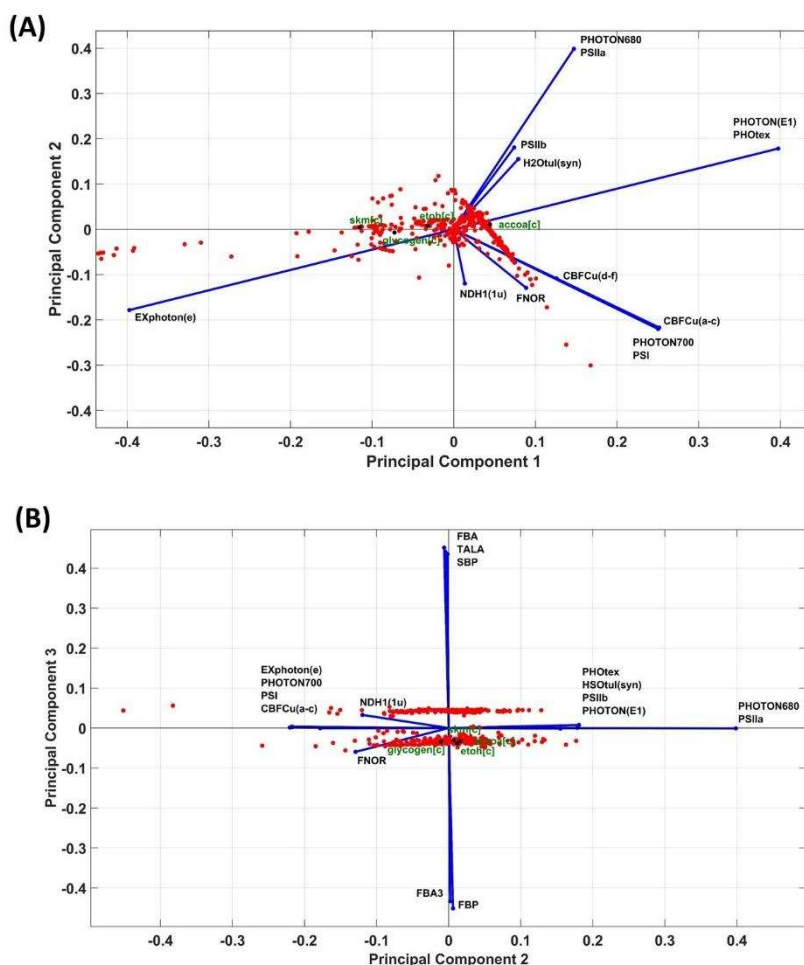 (A)
0.4
0.3
0.2
0.1
0
-0.1
-0.2
-0.3
-0.4
Principal Component 2
PHOTON680
PSIIa
PHOTON(E1)
PHOtex
PSIIb
H2Otul(syn)
skm[c]
etoh[c]
accoa[c]
glycogen[c]
CBFCu(d-f)
NDH1(1u)
FNOR
EXphoton(e)
CBFCu(a-c)
PHOTON700
PSI
-0.4
-0.3
-0.2
-0.1
0
0.1
0.2
0.3
0.4
Principal Component 1
(B)
0.4
0.3
0.2
0.1
0
-0.1
-0.2
-0.3
-0.4
Principal Component 3
FBA
TALA
SBP
EXphoton(e)
PHOTON700
PSI
CBFCu(a-c)
NDH1(1u)
PHOtex
HSOtul(syn)
PSIIb
PHOTON(E1)
PHOTON680
PSIIa
skm[c]
glycogen[c]
etoh[c]
FNOR
FBA3
FBP
-0.4
-0.3
-0.2
-0.1
0
0.1
0.2
0.3
0.4
Principal Component 2